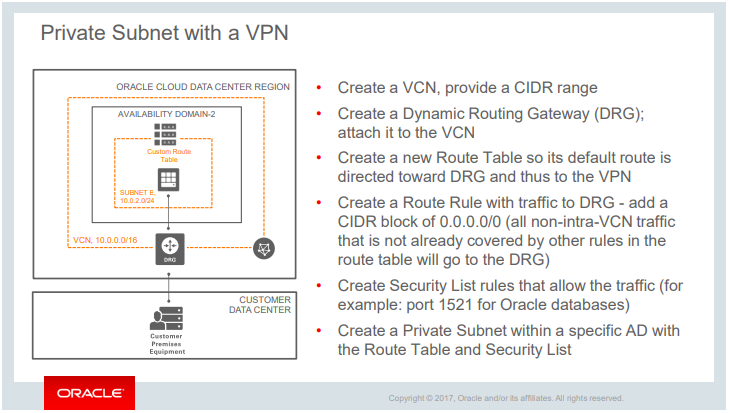 Private Subnet with a VPN
ORACLE CLOUD DATA CENTER REGION
AVAILABILITY DOMAIN-2
Custom Route
Table
SUBNET B,
10.0.2.0/24
VCN, 10.0.0.0/16
DRG
CUSTOMER
DATA CENTER
Customer
Premises
Equipment
• Create a VCN, provide a CIDR range
• Create a Dynamic Routing Gateway (DRG);
attach it to the VCN
• Create a new Route Table so its default route is
directed toward DRG and thus to the VPN
• Create a Route Rule with traffic to DRG - add a
CIDR block of 0.0.0.0/0 (all non-intra-VCN traffic
that is not already covered by other rules in the
route table will go to the DRG)
• Create Security List rules that allow the traffic (for
example: port 1521 for Oracle databases)
• Create a Private Subnet within a specific AD with
the Route Table and Security List
ORACLE
Copyright © 2017, Oracle and/or its affiliates. All rights reserved.